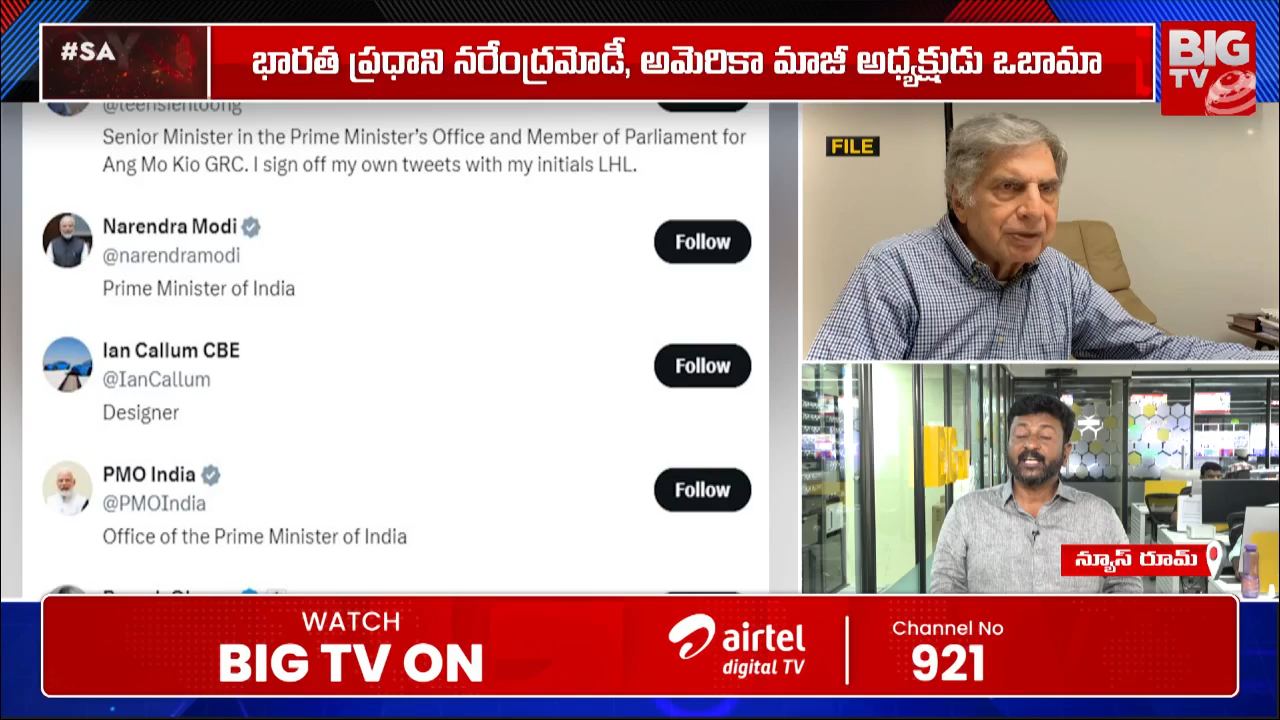 #SA
భారత ప్రధాని నరేంద్రమోడీ, అమెరికా మాజీ అధ్యక్షుడు ఒబామా
BIG
TV
@leehsienloong
Senior Minister in the Prime Minister's Office and Member of Parliament for
Ang Mo Kio GRC. I sign off my own tweets with my initials LHL.
Narendra Modi
@narendramodi
Follow
Prime Minister of India
Ian Callum CBE
@IanCallum
Follow
Designer
PMO India
@PMOIndia
Follow
Office of the Prime Minister of India
FILE
న్యూస్ రూమ్
WATCH
BIG TV ON
airtel
digital TV
Channel No
921